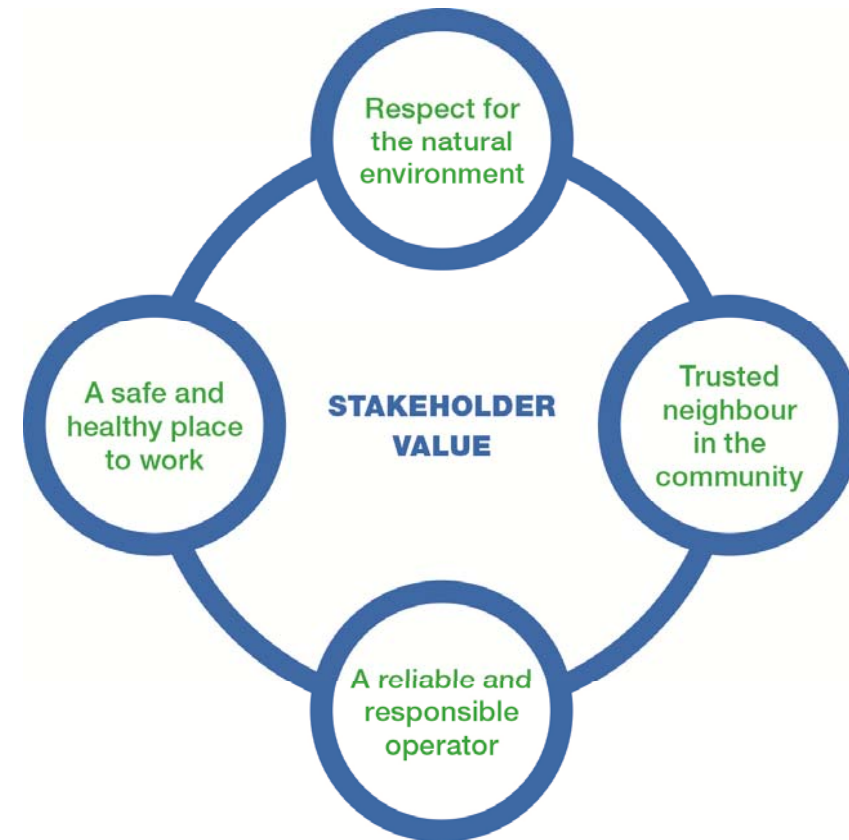 Respect for
the natural
environment
A safe and
healthy place
to work
STAKEHOLDER
VALUE
Trusted
neighbour
in the
community
A reliable and
responsible
operator